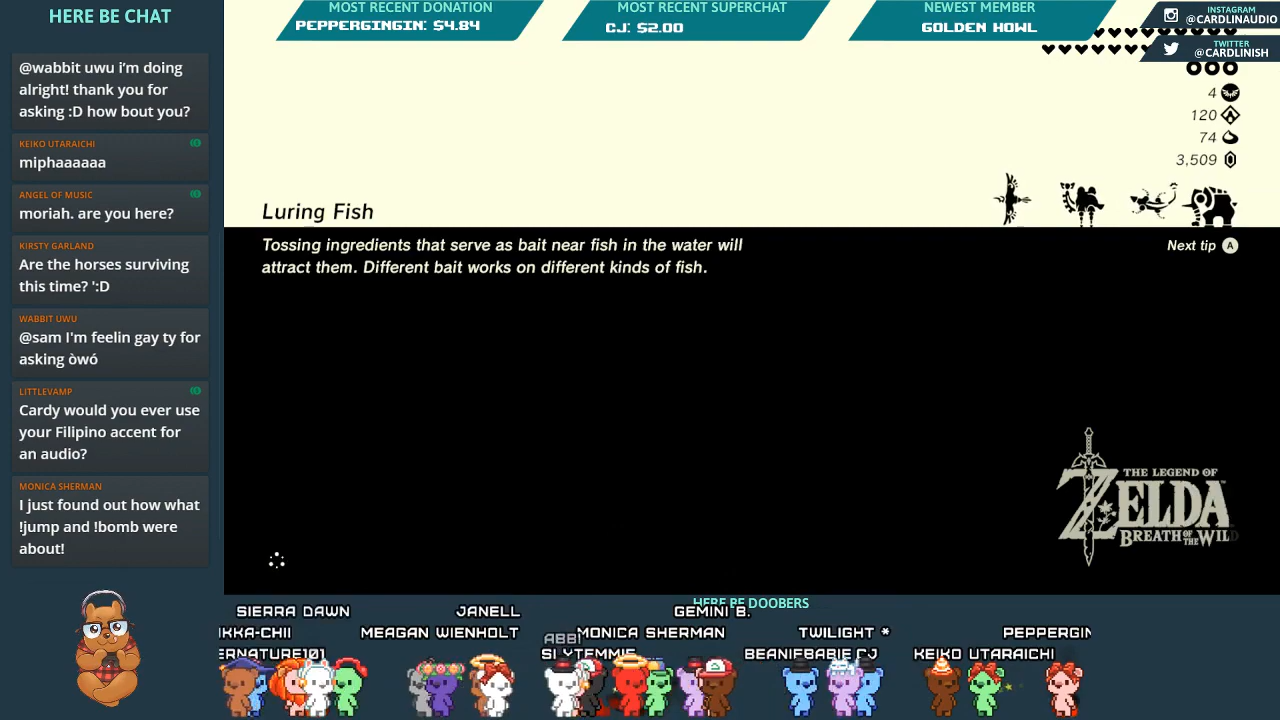 HERE BE CHAT
@wabbit uwu i'm doing
alright! thank you for
asking :D how bout you?
KEIKO UTARAICHI
miphaaaaaa
ANGEL OF MUSIC
moriah. are you here?
KIRSTY GARLAND
Are the horses surviving
this time? ':D
WABBIT UWU
@sam I'm feelin gay ty for
asking òwó
LITTLEVAMP
Cardy would you ever use
your Filipino accent for
an audio?
MONICA SHERMAN
I just found out how what
!jump and !bomb were
about!
MOST RECENT DONATION
PEPPERGINGIN: $4.84
MOST RECENT SUPERCHAT
CJ: $2.00
NEWEST MEMBER
GOLDEN HOWL
INSTAGRAM
@CARDLINAUDIO
TWITTER
@CARDLINISH
4
120
74
3,509
Luring Fish
Tossing ingredients that serve as bait near fish in the water will
attract them. Different bait works on different kinds of fish.
Next tip A
THE LEGEND OF
ZELDA
BREATH OF THE WILD
HERE BE DOOBERS
SIERRA DAWN
JANELL
GEMINI B.
IKKA-CHII
MEAGAN WIENHOLT
ABBI
MONICA SHERMAN
TWILIGHT *
PEPPERGIN
ERNATURE101
SLYTEMMIE
BEANIEBABIE CJ
KEIKO UTARAICHI